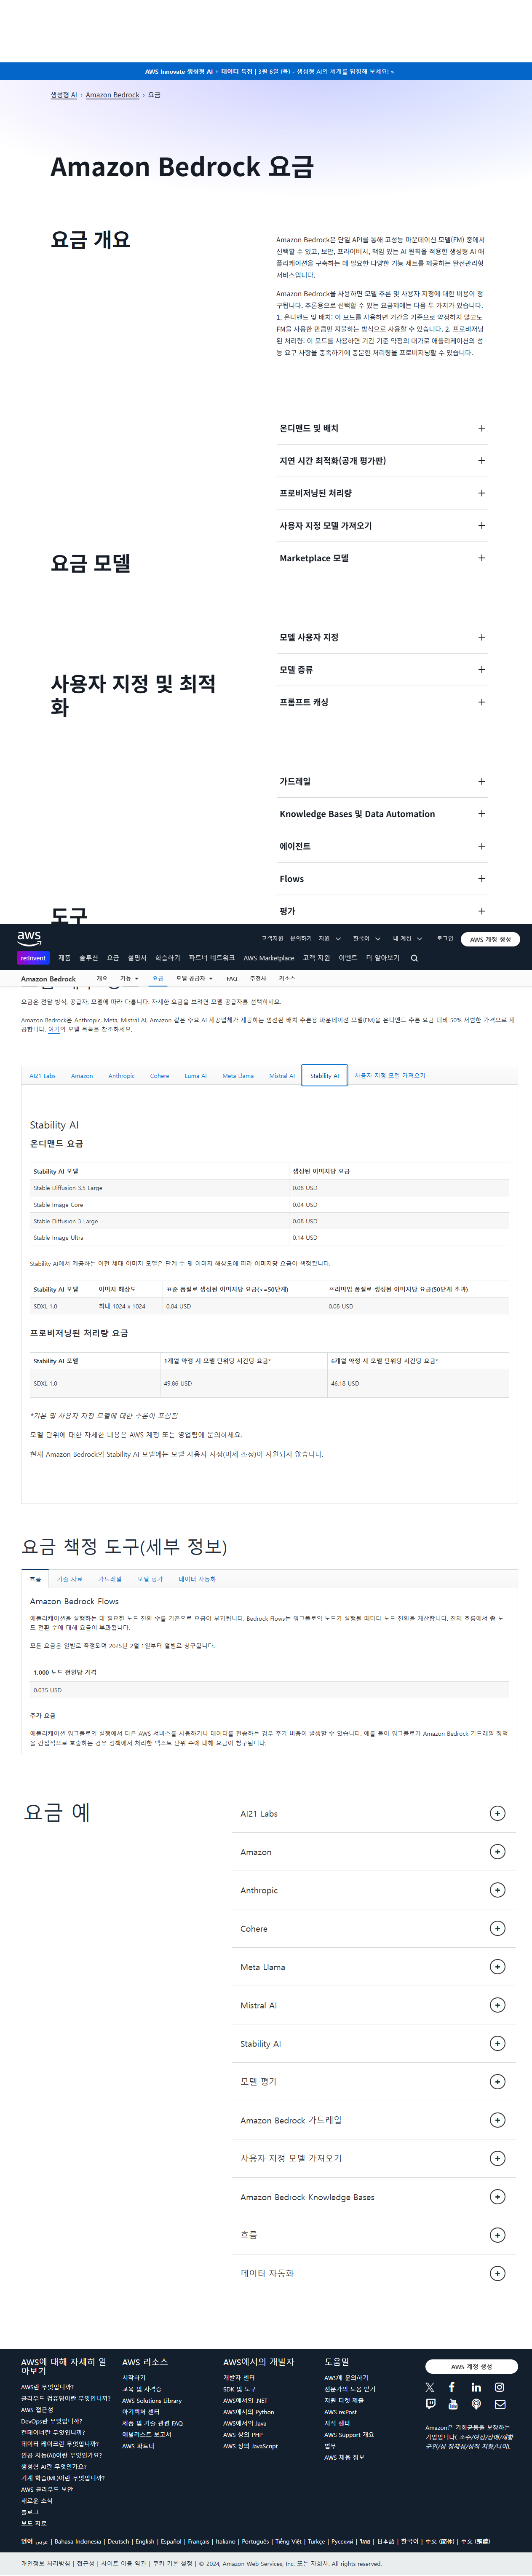 AWS Innovate 생성형 AI + 데이터 특집 | 3월 6일 (목) - 생성형 AI의 세계를 탐험해 보세요! »
생성형 AI › Amazon Bedrock › 요금
Amazon Bedrock 요금
요금 개요
Amazon Bedrock은 단일 API를 통해 고성능 파운데이션 모델(FM) 중에서
선택할 수 있고, 보안, 프라이버시, 책임 있는 AI 원칙을 적용한 생성형 AI 애
플리케이션을 구축하는 데 필요한 다양한 기능 세트를 제공하는 완전관리형
서비스입니다.
Amazon Bedrock을 사용하면 모델 추론 및 사용자 지정에 대한 비용이 청
구됩니다. 추론용으로 선택할 수 있는 요금제에는 다음 두 가지가 있습니다.
1. 온디맨드 및 배치: 이 모드를 사용하면 기간을 기준으로 약정하지 않고도
FM을 사용한 만큼만 지불하는 방식으로 사용할 수 있습니다. 2. 프로비저닝
된 처리량: 이 모드를 사용하면 기간 기준 약정의 대가로 애플리케이션의 성
능 요구 사항을 충족하기에 충분한 처리량을 프로비저닝할 수 있습니다.
온디맨드 및 배치
지연 시간 최적화(공개 평가판)
프로비저닝된 처리량
사용자 지정 모델 가져오기
요금 모델
Marketplace 모델
모델 사용자 지정
모델 증류
사용자 지정 및 최적
화
프롬프트 캐싱
가드레일
Knowledge Bases 및 Data Automation
에이전트
Flows
평가
도구
aws
고객지원 문의하기 지원 한국어 내 계정 로그인 AWS 계정 생성
re:Invent 제품 솔루션 요금 설명서 학습하기 파트너 네트워크 AWS Marketplace 고객 지원 이벤트 더 알아보기
Amazon Bedrock 개요 기능 요금 모델 공급자 FAQ 추천사 리소스
요금은 전달 방식, 공급자, 모델에 따라 다릅니다. 자세한 요금을 보려면 모델 공급자를 선택하세요.
Amazon Bedrock은 Anthropic, Meta, Mistral AI, Amazon 같은 주요 AI 제공업체가 제공하는 엄선된 배치 추론용 파운데이션 모델(FM)을 온디맨드 추론 요금 대비 50% 저렴한 가격으로 제
공합니다. 여기의 모델 목록을 참조하세요.
AI21 Labs Amazon Anthropic Cohere Luma AI Meta Llama Mistral AI Stability AI 사용자 지정 모델 가져오기
Stability AI
온디맨드 요금
Stability AI 모델 생성된 이미지당 요금
Stable Diffusion 3.5 Large 0.08 USD
Stable Image Core 0.04 USD
Stable Diffusion 3 Large 0.08 USD
Stable Image Ultra 0.14 USD
Stability AI에서 제공하는 이전 세대 이미지 모델은 단계 수 및 이미지 해상도에 따라 이미지당 요금이 책정됩니다.
Stability AI 모델 이미지 해상도 표준 품질로 생성된 이미지당 요금(<=50단계) 프리미엄 품질로 생성된 이미지당 요금(50단계 초과)
SDXL 1.0 최대 1024 x 1024 0.04 USD 0.08 USD
프로비저닝된 처리량 요금
Stability AI 모델 1개월 약정 시 모델 단위당 시간당 요금* 6개월 약정 시 모델 단위당 시간당 요금*
SDXL 1.0 49.86 USD 46.18 USD
*기본 및 사용자 지정 모델에 대한 추론이 포함됨
모델 단위에 대한 자세한 내용은 AWS 계정 또는 영업팀에 문의하세요.
현재 Amazon Bedrock의 Stability AI 모델에는 모델 사용자 지정(미세 조정)이 지원되지 않습니다.
요금 책정 도구(세부 정보)
흐름 기술 자료 가드레일 모델 평가 데이터 자동화
Amazon Bedrock Flows
애플리케이션을 실행하는 데 필요한 노드 전환 수를 기준으로 요금이 부과됩니다. Bedrock Flows는 워크플로의 노드가 실행될 때마다 노드 전환을 계산합니다. 전체 흐름에서 총 노
드 전환 수에 대해 요금이 부과됩니다.
모든 요금은 일별로 측정되며 2025년 2월 1일부터 월별로 청구됩니다.
1,000 노드 전환당 가격
0.035 USD
추가 요금
애플리케이션 워크플로의 실행에서 다른 AWS 서비스를 사용하거나 데이터를 전송하는 경우 추가 비용이 발생할 수 있습니다. 예를 들어 워크플로가 Amazon Bedrock 가드레일 정책
을 간접적으로 호출하는 경우 정책에서 처리한 텍스트 단위 수에 대해 요금이 청구됩니다.
요금 예
AI21 Labs
Amazon
Anthropic
Cohere
Meta Llama
Mistral AI
Stability AI
모델 평가
Amazon Bedrock 가드레일
사용자 지정 모델 가져오기
Amazon Bedrock Knowledge Bases
흐름
데이터 자동화
AWS에 대해 자세히 알
아보기
AWS란 무엇입니까?
클라우드 컴퓨팅이란 무엇입니까?
AWS 접근성
DevOps란 무엇입니까?
컨테이너란 무엇입니까?
데이터 레이크란 무엇입니까?
인공 지능(AI)이란 무엇인가요?
생성형 AI란 무엇인가요?
기계 학습(ML)이란 무엇입니까?
AWS 클라우드 보안
새로운 소식
블로그
보도 자료
AWS 리소스
시작하기
교육 및 자격증
AWS Solutions Library
아키텍처 센터
제품 및 기술 관련 FAQ
애널리스트 보고서
AWS 파트너
AWS에서의 개발자
개발자 센터
SDK 및 도구
AWS에서의 .NET
AWS에서의 Python
AWS에서의 Java
AWS 상의 PHP
AWS 상의 JavaScript
도움말
AWS에 문의하기
전문가의 도움 받기
지원 티켓 제출
AWS re:Post
지식 센터
AWS Support 개요
법무
AWS 채용 정보
AWS 계정 생성
Amazon은 기회균등을 보장하는
기업입니다( 소수/여성/장애/재향
군인/성 정체성/성적 지향/나이).
언어 عربي | Bahasa Indonesia | Deutsch | English | Español | Français | Italiano | Português | Tiếng Việt | Türkçe | Ρусский | ไทย | 日本語 | 한국어 | 中文 (简体) | 中文 (繁體)
개인정보 처리방침 | 접근성 | 사이트 이용 약관 | 쿠키 기본 설정 | © 2024, Amazon Web Services, Inc. 또는 자회사. All rights reserved.